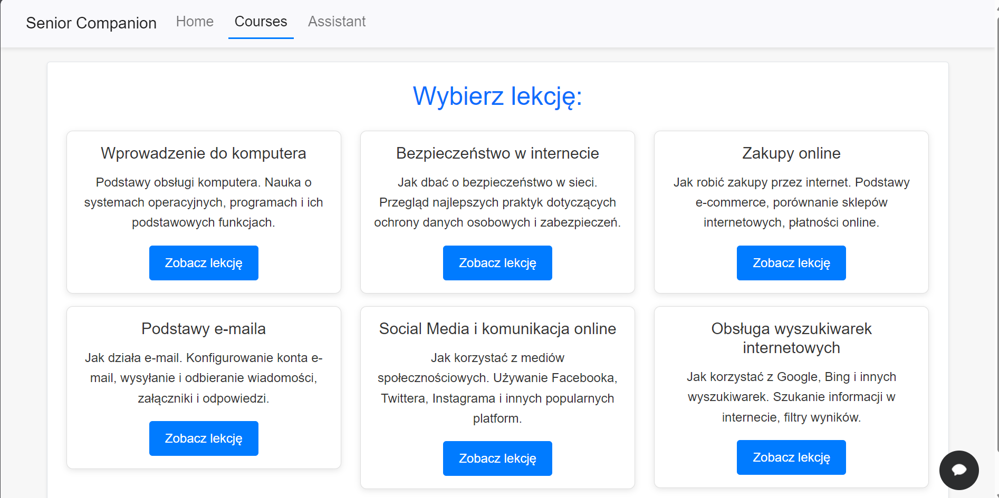 Senior Companion Home Courses Assistant
Wybierz lekcję:
Wprowadzenie do komputera
Podstawy obsługi komputera. Nauka o
systemach operacyjnych, programach i ich
podstawowych funkcjach.
Zobacz lekcję
Bezpieczeństwo w internecie
Jak dbać o bezpieczeństwo w sieci.
Przegląd najlepszych praktyk dotyczących
ochrony danych osobowych i zabezpieczeń.
Zobacz lekcję
Zakupy online
Jak robić zakupy przez internet. Podstawy
e-commerce, porównanie sklepów
internetowych, płatności online.
Zobacz lekcję
Podstawy e-maila
Jak działa e-mail. Konfigurowanie konta e-
mail, wysyłanie i odbieranie wiadomości,
załączniki i odpowiedzi.
Zobacz lekcję
Social Media i komunikacja online
Jak korzystać z mediów
społecznościowych. Używanie Facebooka,
Twittera, Instagrama i innych popularnych
platform.
Zobacz lekcję
Obsługa wyszukiwarek
internetowych
Jak korzystać z Google, Bing i innych
wyszukiwarek. Szukanie informacji w
internecie, filtry wyników.
Zobacz lekcję